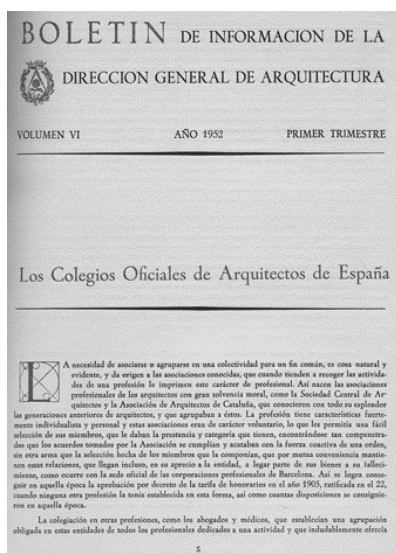 BOLETIN DE INFORMACION DE LA
DIRECCION GENERAL DE ARQUITECTURA
VOLUMEN VI AÑO 1952 PRIMER TRIMESTRE
Los Colegios Oficiales de Arquitectos de España
LA necesidad de asociarse o agruparse en una colectividad para un fin común, es cosa natural y
evidente, y da origen a las asociaciones conocidas, que cuando tienden a recoger las activida-
des de una profesión le imprimen este carácter de profesional. Así nacen las asociaciones
profesionales de los arquitectos con gran solvencia moral, como la Sociedad Central de Ar-
quitectos y la Asociación de Arquitectos de Cataluña, que conocieron con todo su esplendor
las generaciones anteriores de arquitectos, y que agrupaban a éstos. La profesión tiene características fuerte-
mente individualista y personal y estas asociaciones eran de carácter voluntario, lo que les permitía una fácil
selección de sus miembros, que le daban la prestancia y categoría que tienen, encontrándose tan compenetra-
dos que los acuerdos tomados por la Asociación se cumplían y acataban con la fuerza coactiva de una orden,
sin otra arma que la selección hecha de los miembros que la componían, que por mutua conveniencia mantie-
nen estas relaciones, que llegan incluso, en su aprecio a la entidad, a legar parte de sus bienes a su falleci-
miento, como ocurre con la sede oficial de las corporaciones profesionales de Barcelona. Así se logra conse-
guir en aquella época la aprobación por decreto de la tarifa de honorarios en el año 1905, ratificada en el 22,
cuando ninguna otra profesión la tenía establecida en esta forma, así como cuantas disposiciones se consiguie-
ron en aquella época.
La colegiación en otras profesiones, como los abogados y médicos, que establecían una agrupación
obligada en estas entidades de todos los profesionales dedicados a una actividad y que indudablemente ofrecía
5